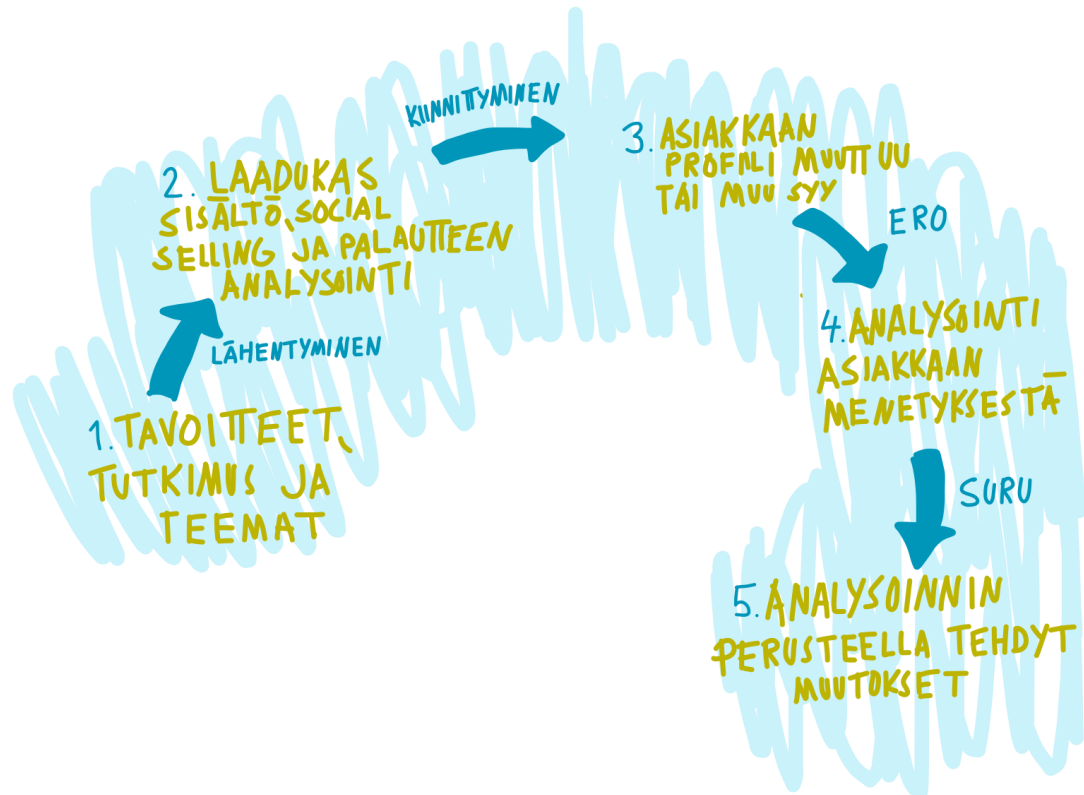 1. TAVOITTEET,
TUTKIMUS JA
TEEMAT
LÄHENTYMINEN
2. LAADUKAS
SISÄLTÖ, SOCIAL
SELLING JA PALAUTTEEN
ANALYSOINTI
KIINNITTYMINEN
3. ASIAKKAAN
PROFIILI MUUTTUU
TAI MUU SYY
ERO
4. ANALYSOINTI
ASIAKKAAN
MENETYKSESTÄ
SURU
5. ANALYSOINNIN
PERUSTEELLA TEHDYT
MUUTOKSET